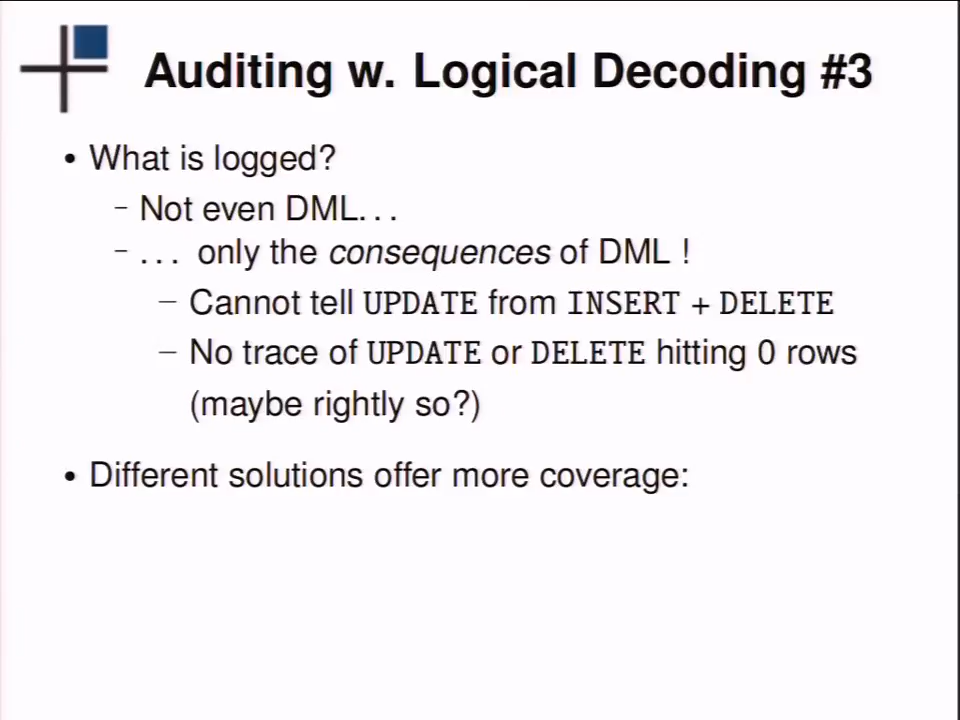 Auditing w. Logical Decoding #3
• What is logged?
– Not even DML...
– ... only the consequences of DML !
– Cannot tell UPDATE from INSERT + DELETE
– No trace of UPDATE or DELETE hitting 0 rows
(maybe rightly so?)
• Different solutions offer more coverage: